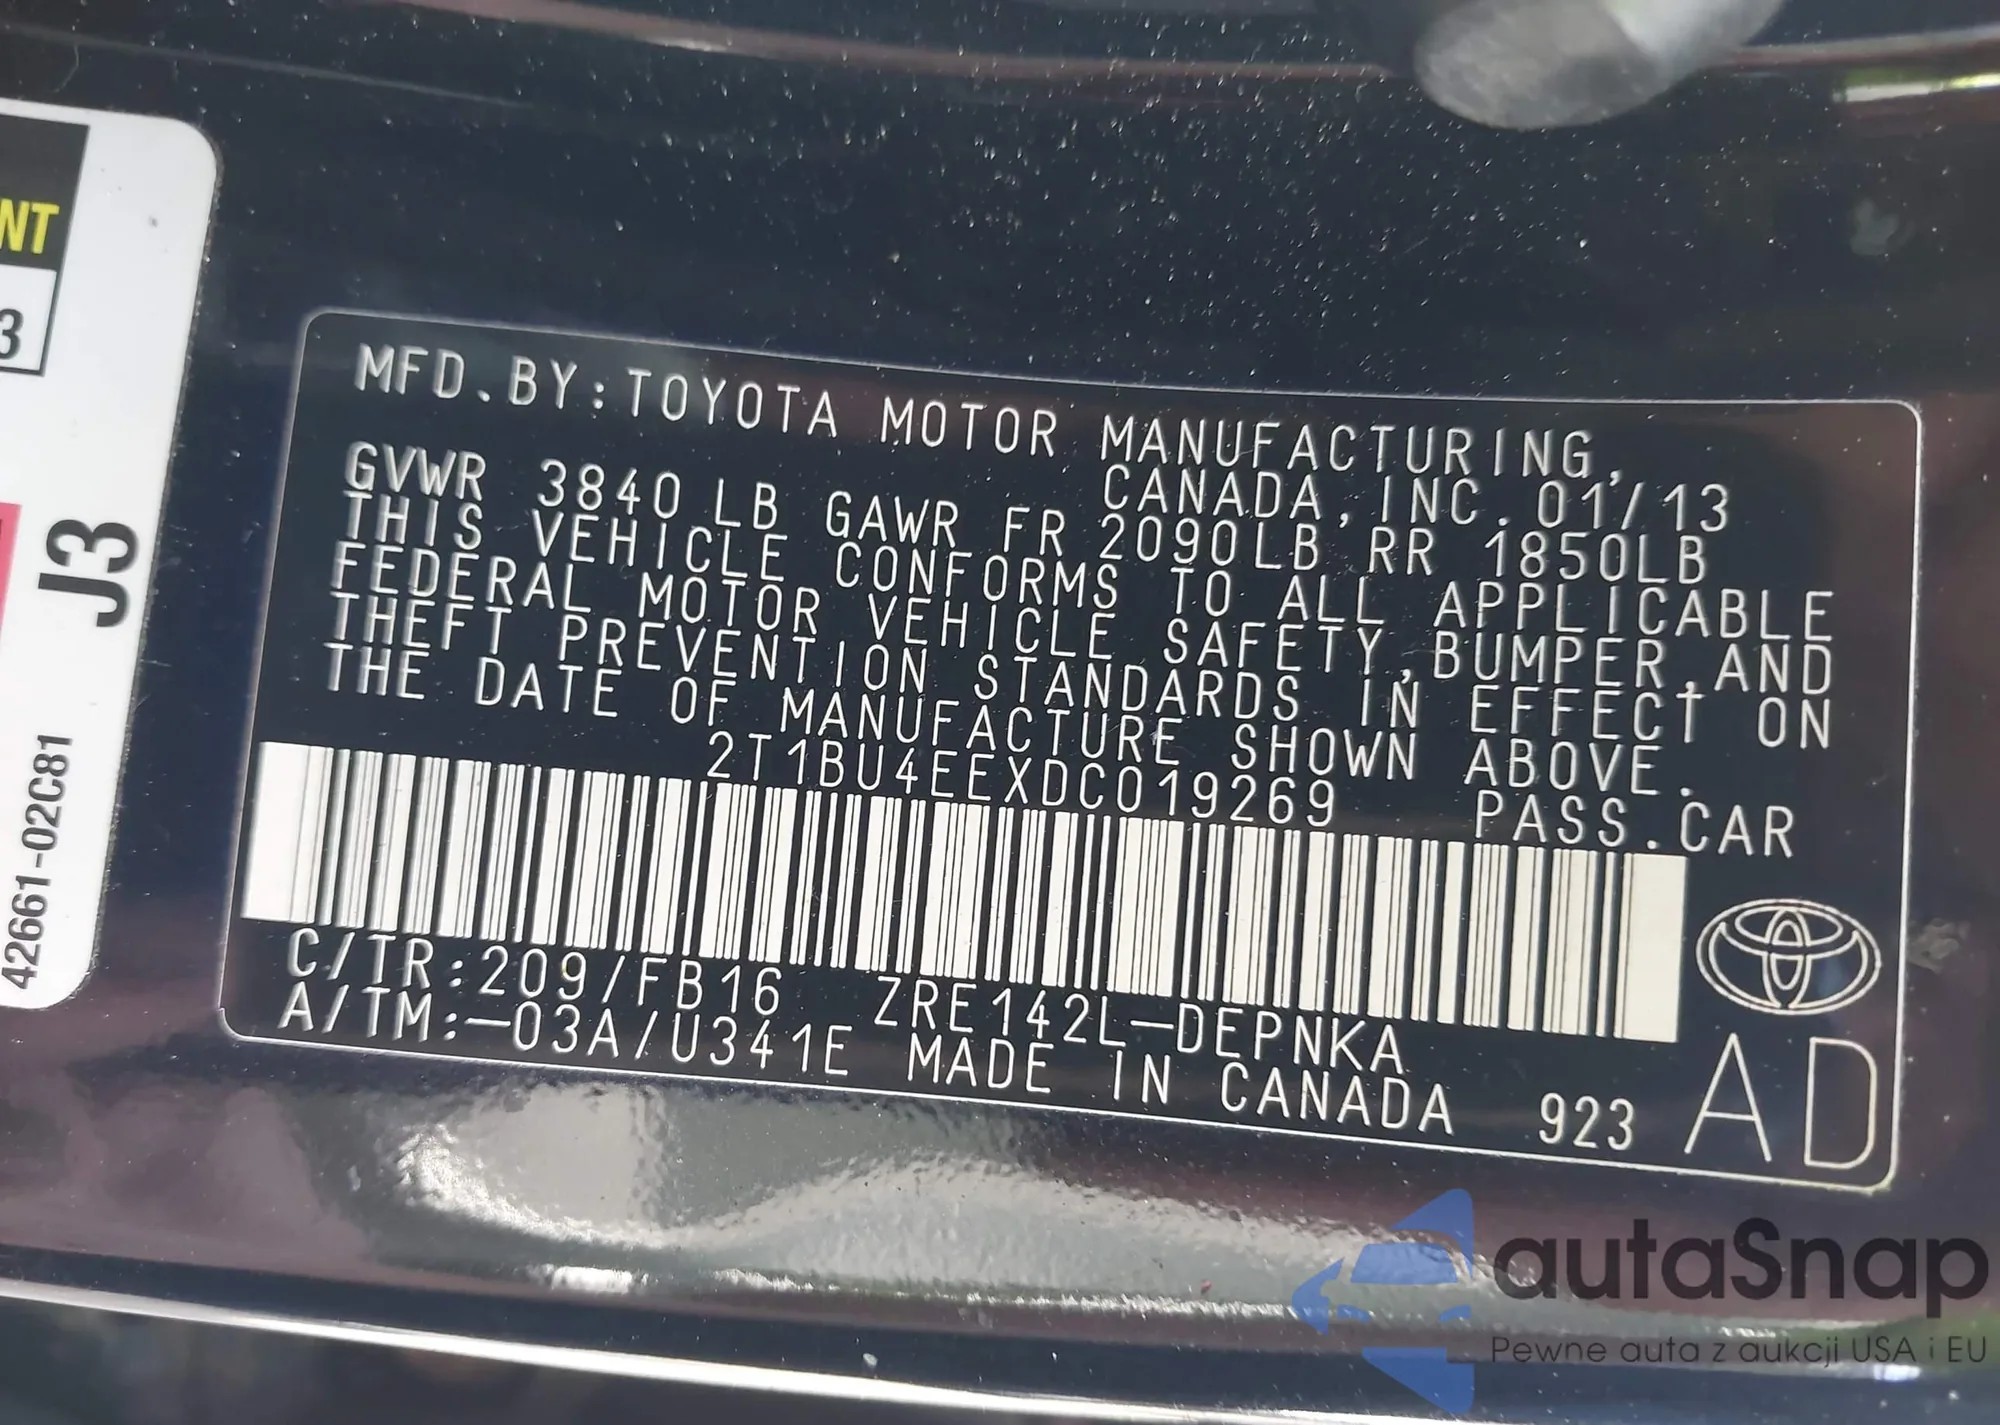 NT
3
J3
42661-02C81
MFD.BY:TOYOTA MOTOR MANUFACTURING,
CANADA,INC.01/13
GVWR 3840 LB GAWR FR 2090LB RR 1850LB
THIS VEHICLE CONFORMS TO ALL APPLICABLE
FEDERAL MOTOR VEHICLE SAFETY,BUMPER,AND
THEFT PREVENTION STANDARDS IN EFFECT ON
THE DATE OF MANUFACTURE SHOWN ABOVE.
2T1BU4EEXDC019269 PASS.CAR
C/TR:209/FB16 ZRE142L-DEPNKA
A/TM:-03A/U341E MADE IN CANADA 923
AD
autaSnap
Pewne auta z aukcji USA i EU